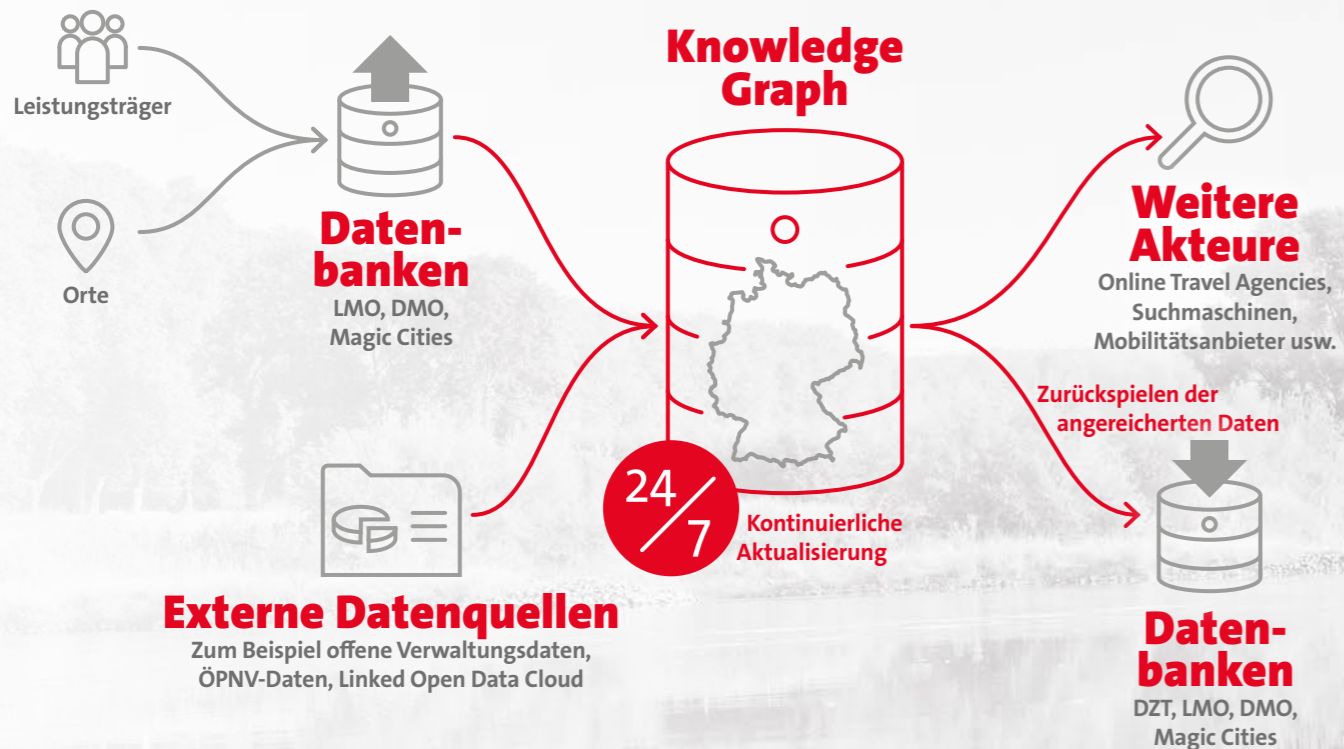 Leistungsträger
Orte
Daten-
banken
LMO, DMO,
Magic Cities
Externe Datenquellen
Zum Beispiel offene Verwaltungsdaten,
ÖPNV-Daten, Linked Open Data Cloud
Knowledge
Graph
24/7
Kontinuierliche
Aktualisierung
Weitere
Akteure
Online Travel Agencies,
Suchmaschinen,
Mobilitätsanbieter usw.
Zurückspielen der
angereicherten Daten
Daten-
banken
DZT, LMO, DMO,
Magic Cities